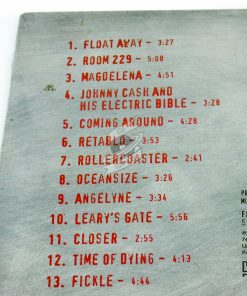 1. FLOAT AWAY - 3:27
2. ROOM 229 - 5:08
3. MAGDELENA - 4:51
4. JOHNNY CASH AND
HIS ELECTRIC BIBLE - 3:28
5. COMING AROUND - 4:28
6. RETABLO - 3:53
7. ROLLERCOASTER - 2:41
8. OCEANSIZE - 3:26
9. ANGELYNE - 3:34
10. LEARY'S GATE - 5:56
11. CLOSER - 2:55
12. TIME OF DYING - 4:13
13. FICKLE - 4:44